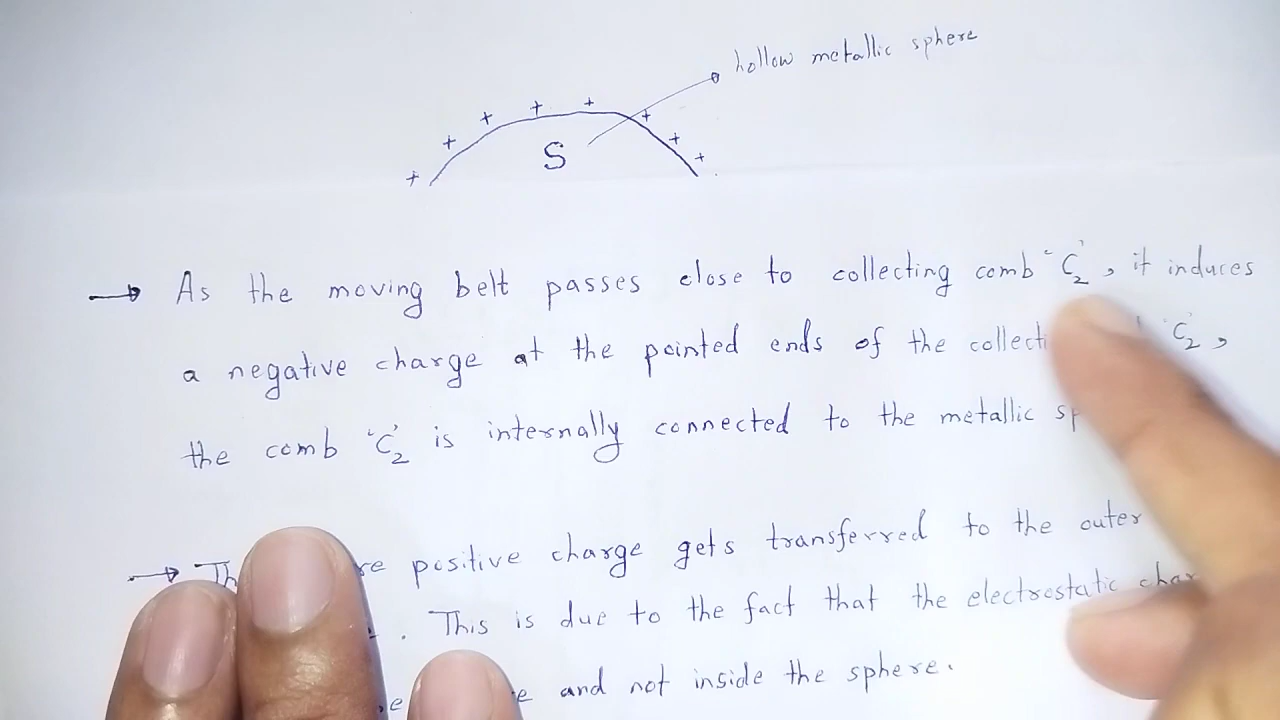 hollow metallic sphere
+ + + + + + + +
S
→ As the moving belt passes close to collecting comb 'C₂', it induces
a negative charge at the pointed ends of the 'C₂',
the comb 'C₂' is internally connected to the metallic
→ positive charge gets transferred to the outer
. This is due to the fact that the electrostatic
and not inside the sphere.